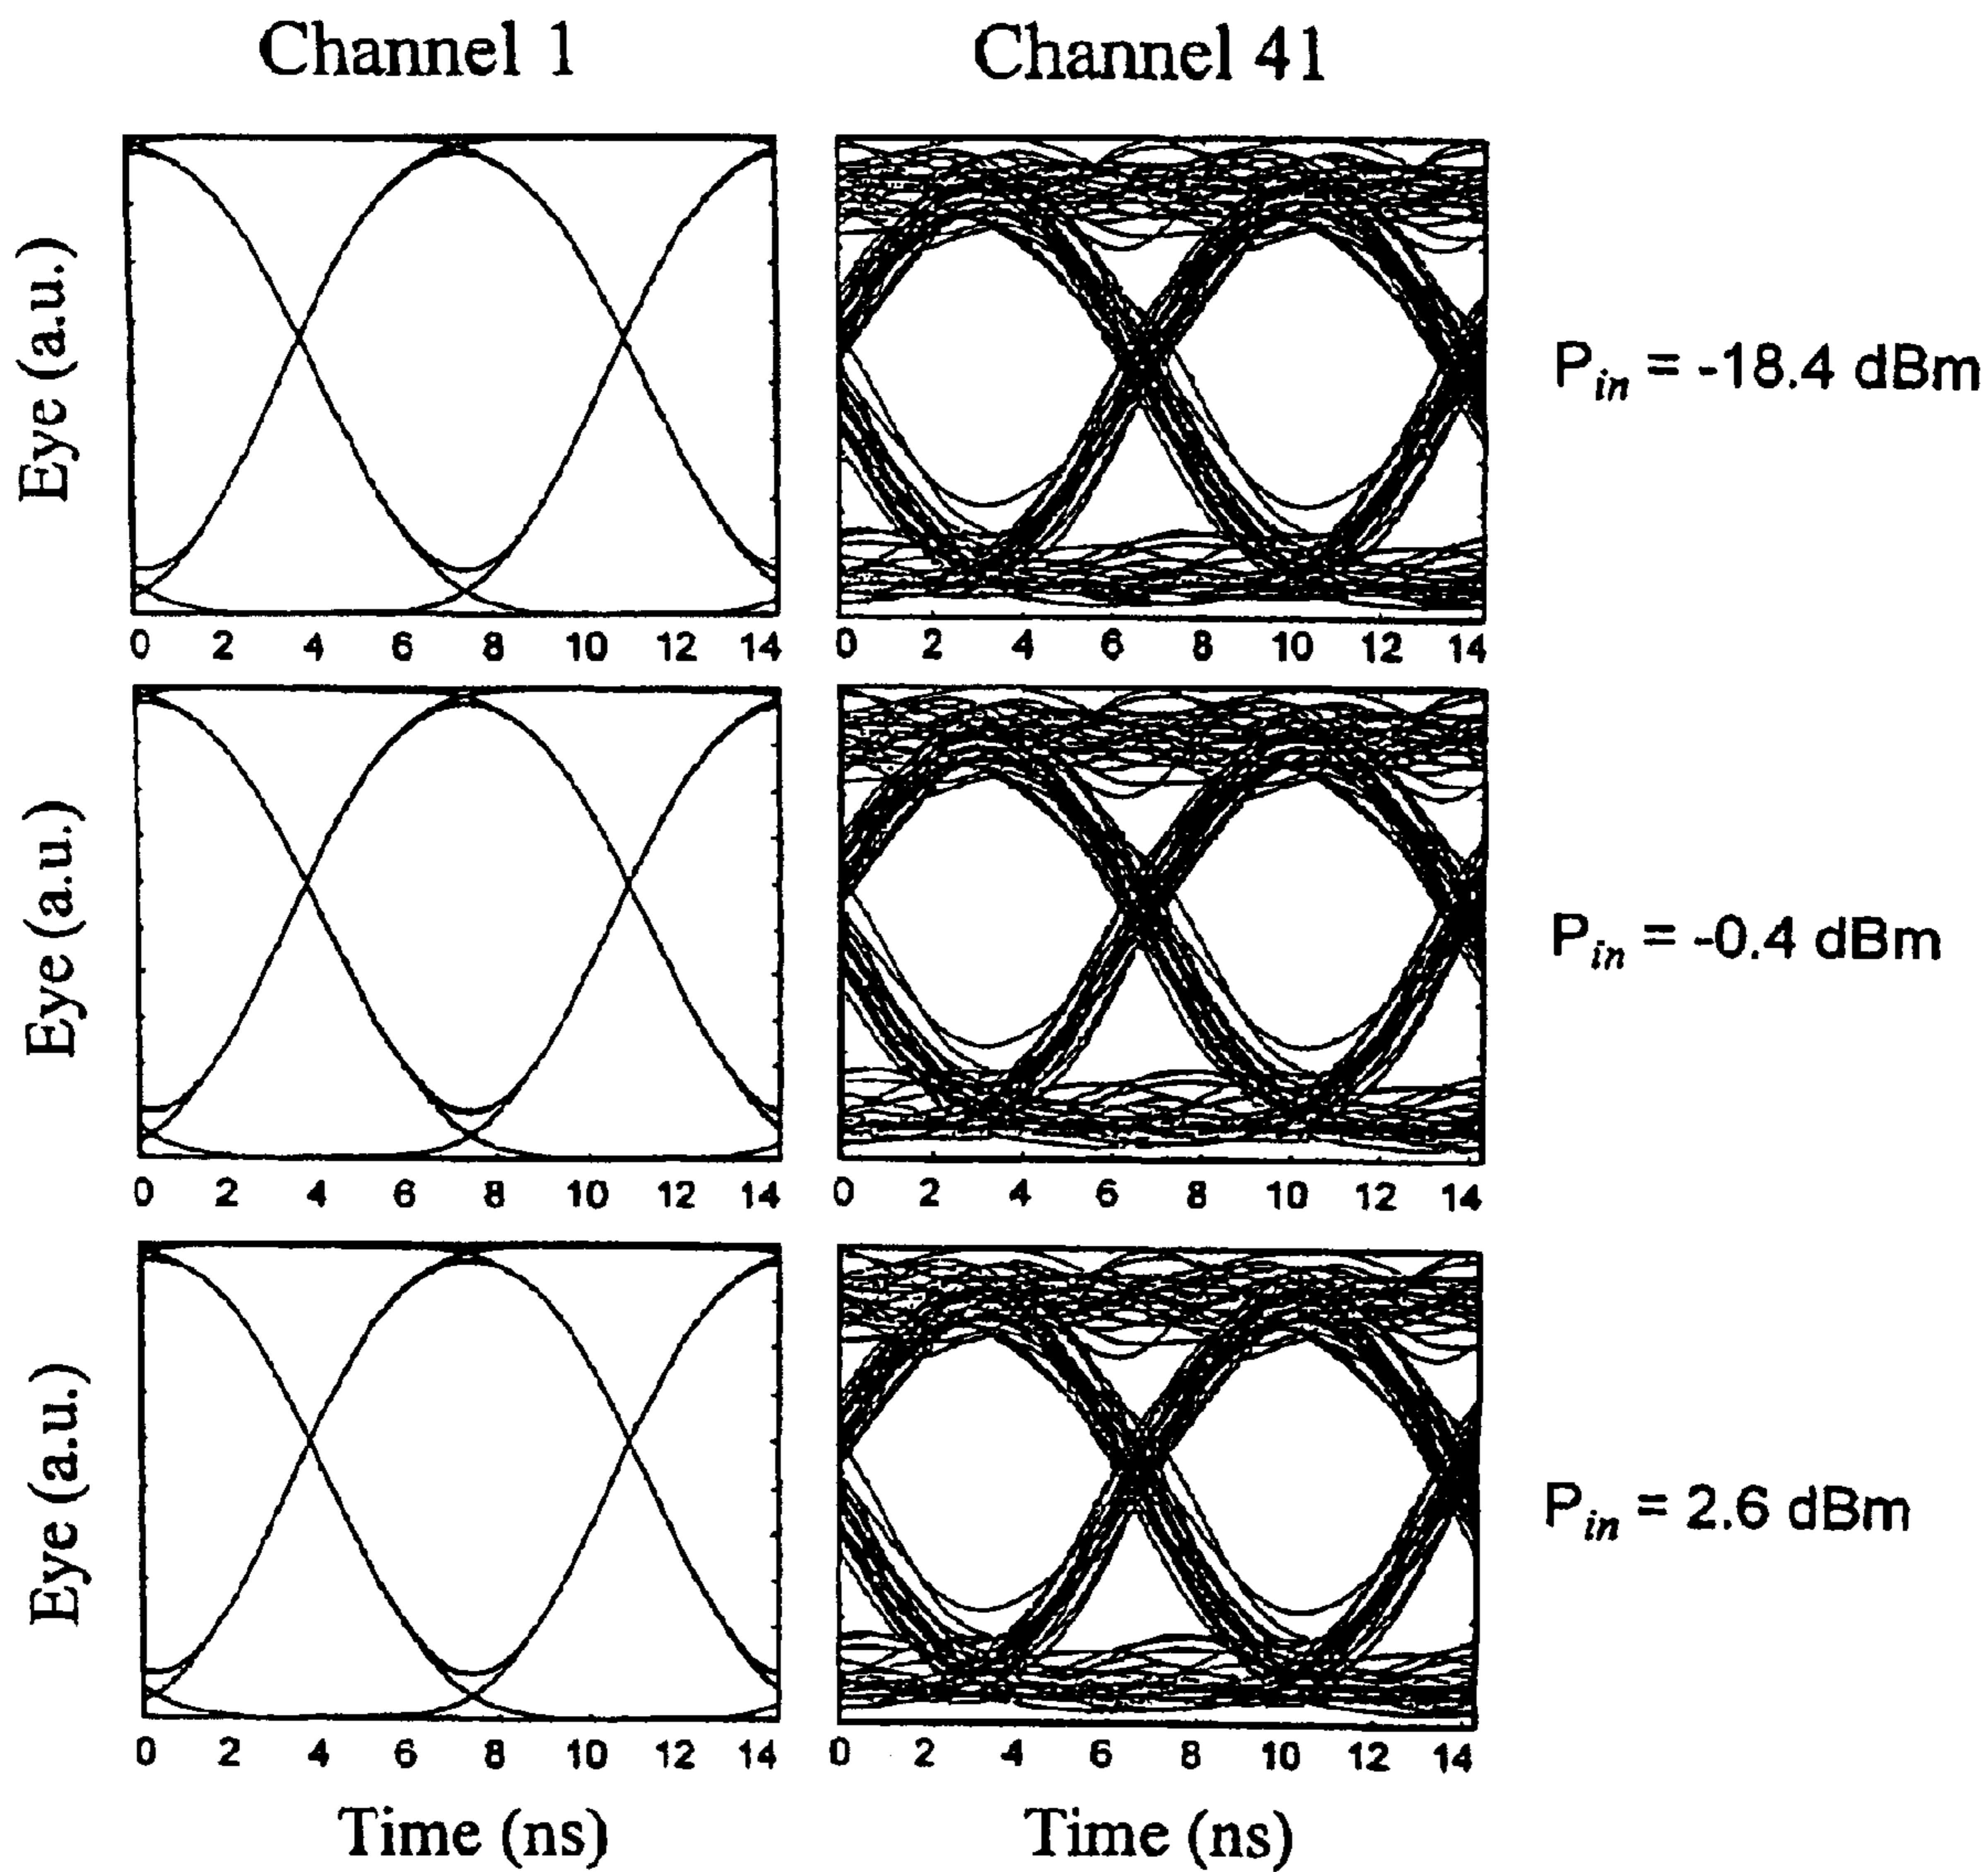 Channel 1 Channel 41
Eye (a.u.)
P_in = -18.4 dBm
0 2 4 6 8 10 12 14 0 2 4 6 8 10 12 14
Eye (a.u.)
P_in = -0.4 dBm
0 2 4 6 8 10 12 14 0 2 4 6 8 10 12 14
Eye (a.u.)
P_in = 2.6 dBm
0 2 4 6 8 10 12 14 0 2 4 6 8 10 12 14
Time (ns) Time (ns)